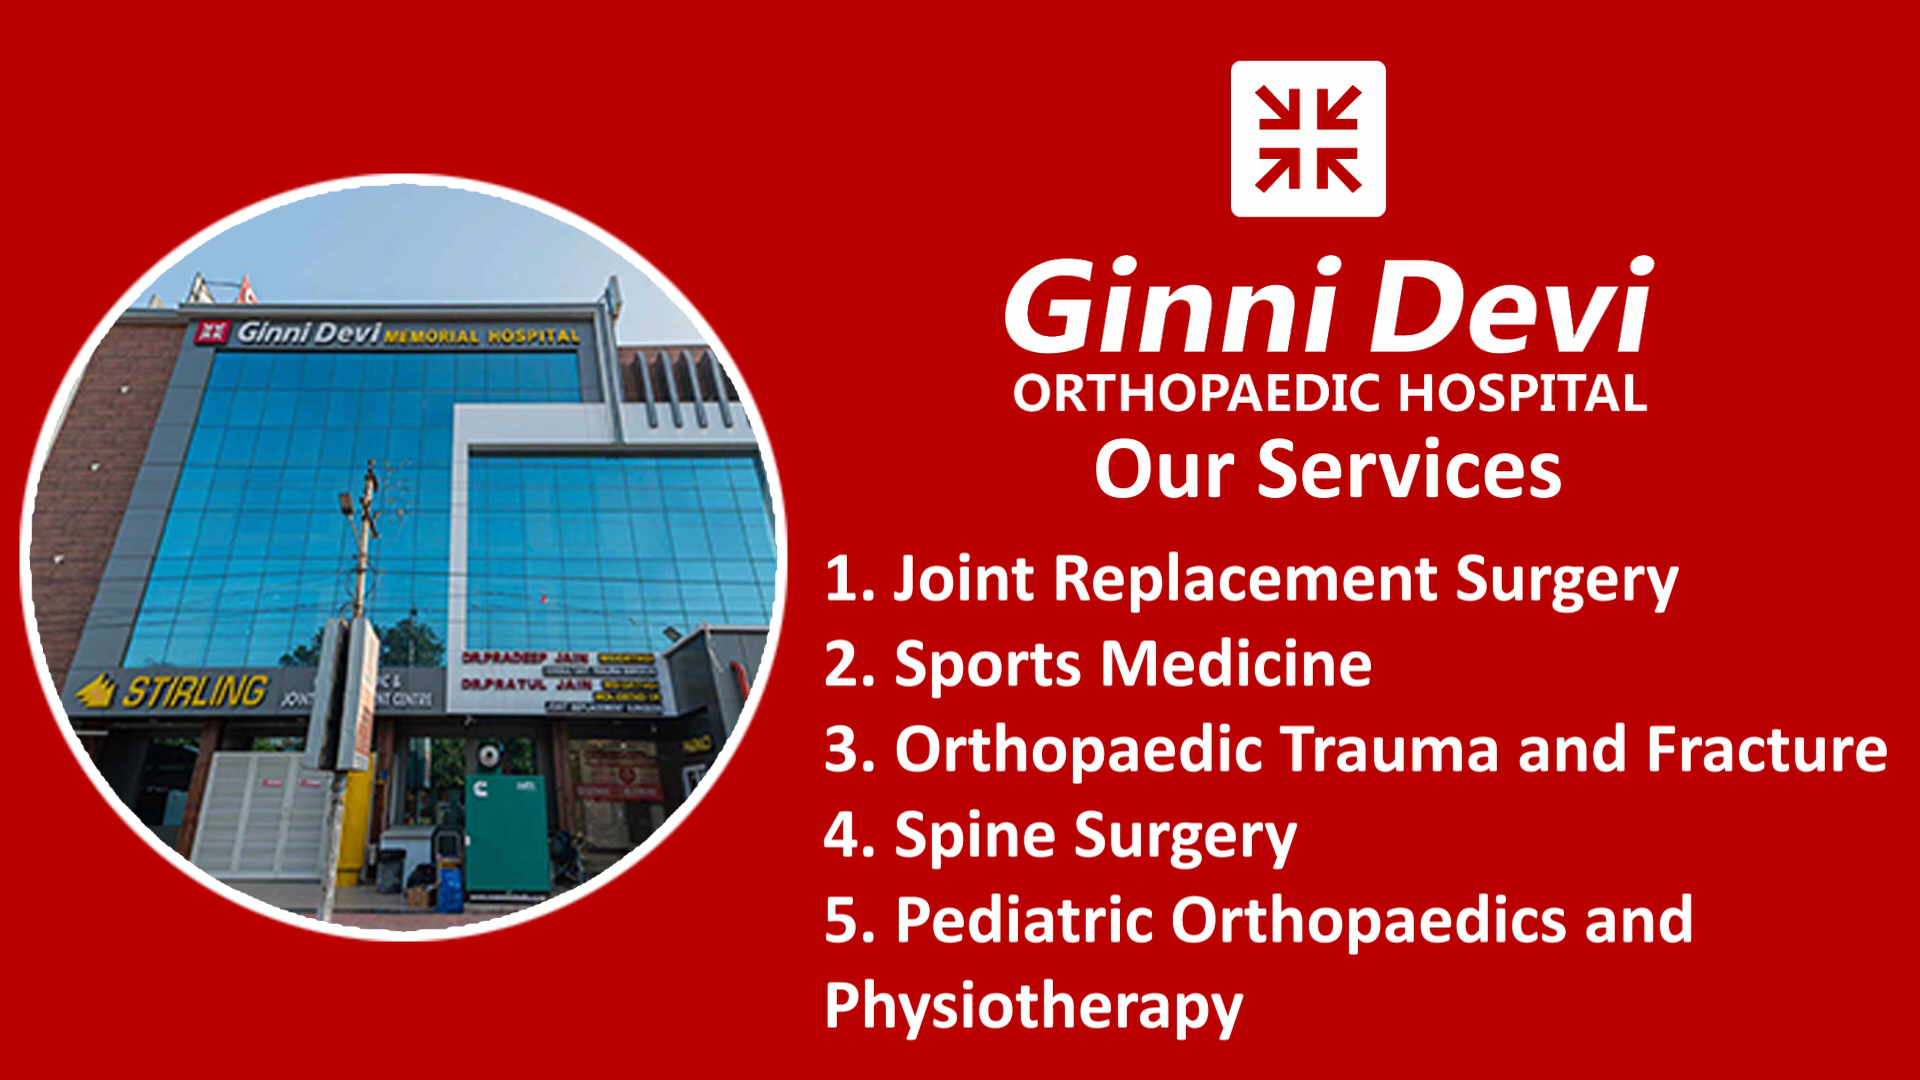 Ginni Devi
ORTHOPAEDIC HOSPITAL
Our Services
1. Joint Replacement Surgery
2. Sports Medicine
3. Orthopaedic Trauma and Fracture
4. Spine Surgery
5. Pediatric Orthopaedics and
Physiotherapy
Ginni Devi MEMORIAL HOSPITAL
DR.PRADEEP JAIN
DR.PRATUL JAIN
STIRLING